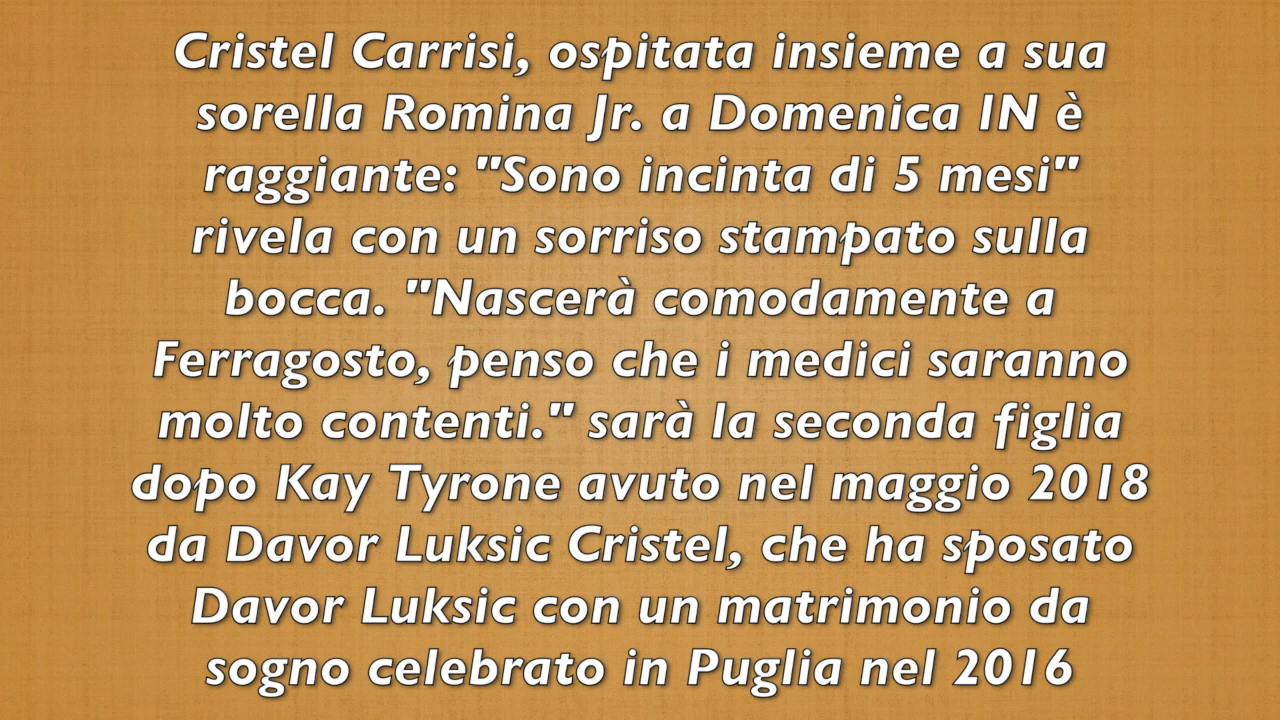 Cristel Carrisi, ospitata insieme a sua
sorella Romina Jr. a Domenica IN è
raggiante: "Sono incinta di 5 mesi"
rivela con un sorriso stampato sulla
bocca. "Nascerà comodamente a
Ferragosto, penso che i medici saranno
molto contenti." sarà la seconda figlia
dopo Kay Tyrone avuto nel maggio 2018
da Davor Luksic Cristel, che ha sposato
Davor Luksic con un matrimonio da
sogno celebrato in Puglia nel 2016